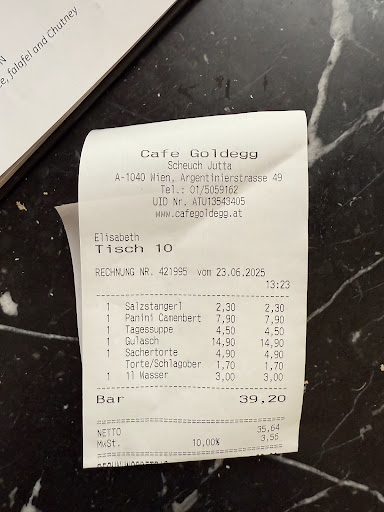 falafel and Chutney
Cafe Goldegg
Scheuch Jutta
A-1040 Wien, Argentinierstrasse 49
Tel.: 01/5059162
UID Nr. ATU13543405
www.cafegoldegg.at
Elisabeth
Tisch 10
RECHNUNG NR. 421995 vom 23.06.2025
13:23
1 Salzstangerl 2,30 2,30
1 Panini Camenbert 7,90 7,90
1 Tagessuppe 4,50 4,50
1 Gulasch 14,90 14,90
1 Sachertorte 4,90 4,90
Torte/Schlagober 1,70 1,70
1 1l Wasser 3,00 3,00
Bar 39,20
NETTO 35,64
MwSt. 10,00% 3,56